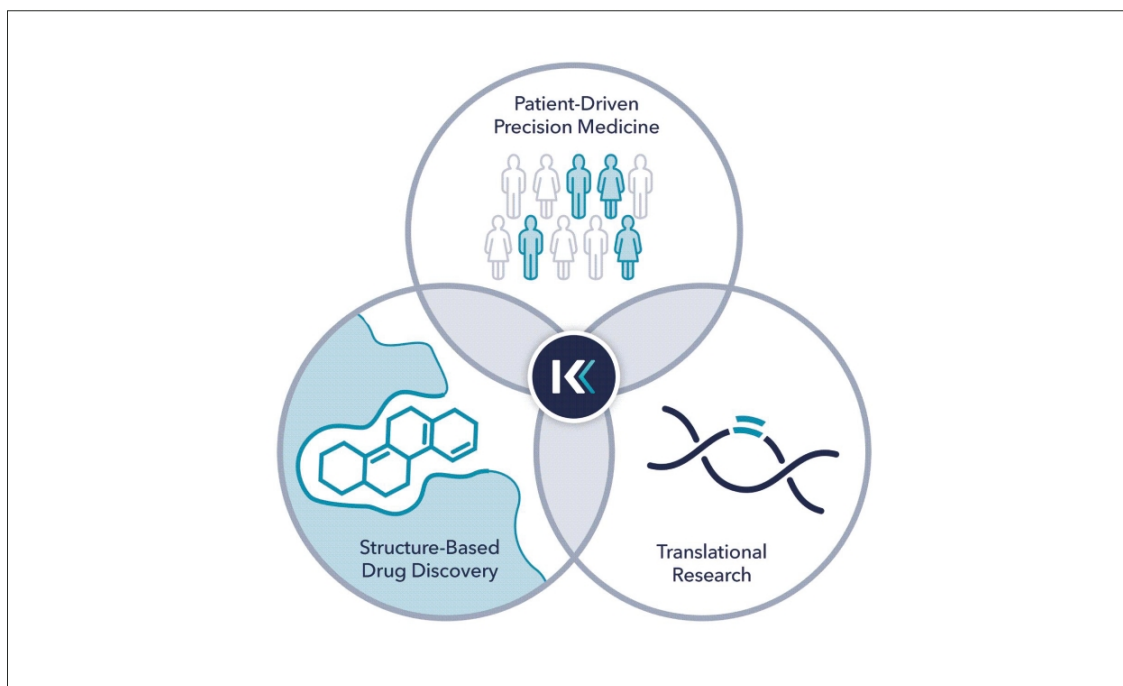 Patient-Driven
Precision Medicine
K
Structure-Based
Drug Discovery
Translational
Research